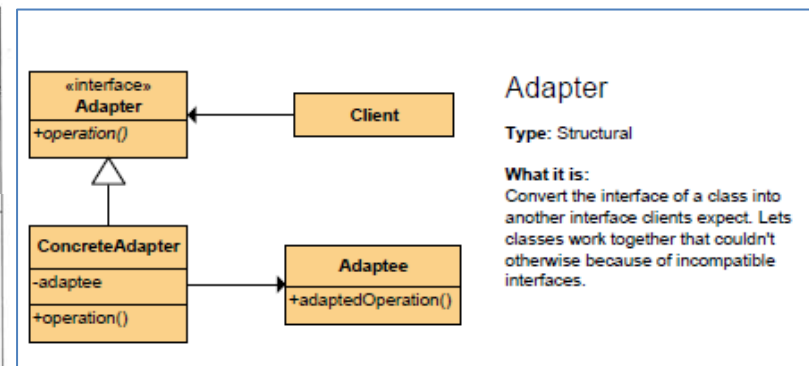 «interface»
Adapter
+operation()
Client
ConcreteAdapter
-adaptee
+operation()
Adaptee
+adaptedOperation()
Adapter
Type: Structural
What it is:
Convert the interface of a class into
another interface clients expect. Lets
classes work together that couldn't
otherwise because of incompatible
interfaces.